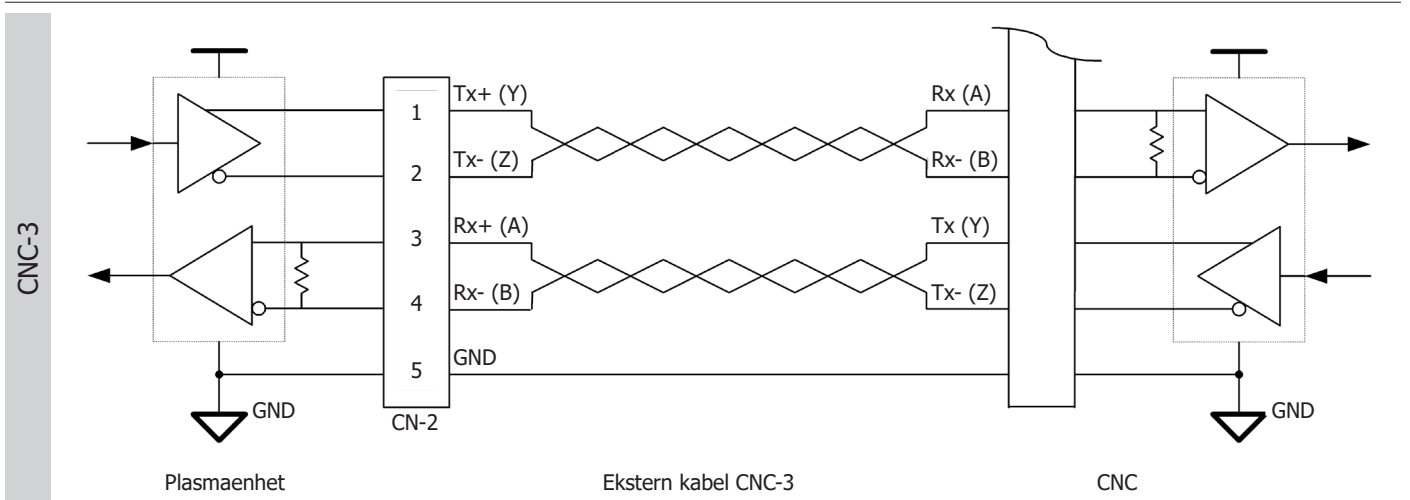 CNC-3
1
Tx+ (Y)
Rx (A)
2
Tx- (Z)
Rx- (B)
3
Rx+ (A)
Tx (Y)
4
Rx- (B)
Tx- (Z)
5
GND
GND
CN-2
GND
Plasmaenhet
Ekstern kabel CNC-3
CNC